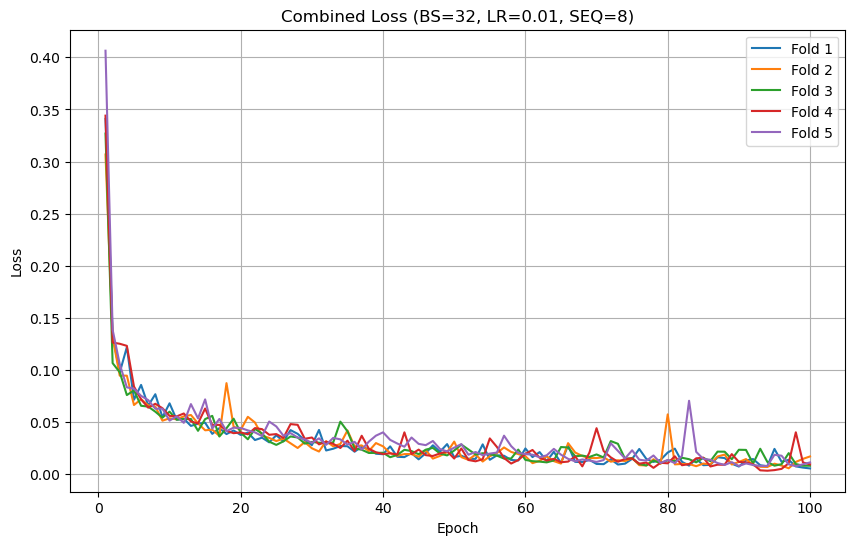 Combined Loss (BS=32, LR=0.01, SEQ=8)
Fold 1
Fold 2
Fold 3
Fold 4
Fold 5
Loss
0.40
0.35
0.30
0.25
0.20
0.15
0.10
0.05
0.00
0 20 40 60 80 100
Epoch